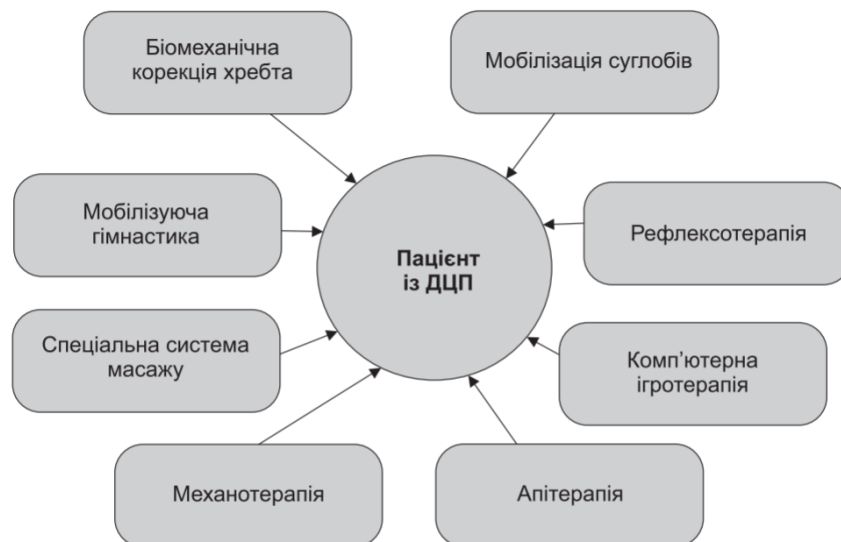 Біомеханічна
корекція хребта
Мобілізація суглобів
Мобілізуюча
гімнастика
Пацієнт
із ДЦП
Рефлексотерапія
Спеціальна система
масажу
Комп’ютерна
ігротерапія
Механотерапія
Апітерапія